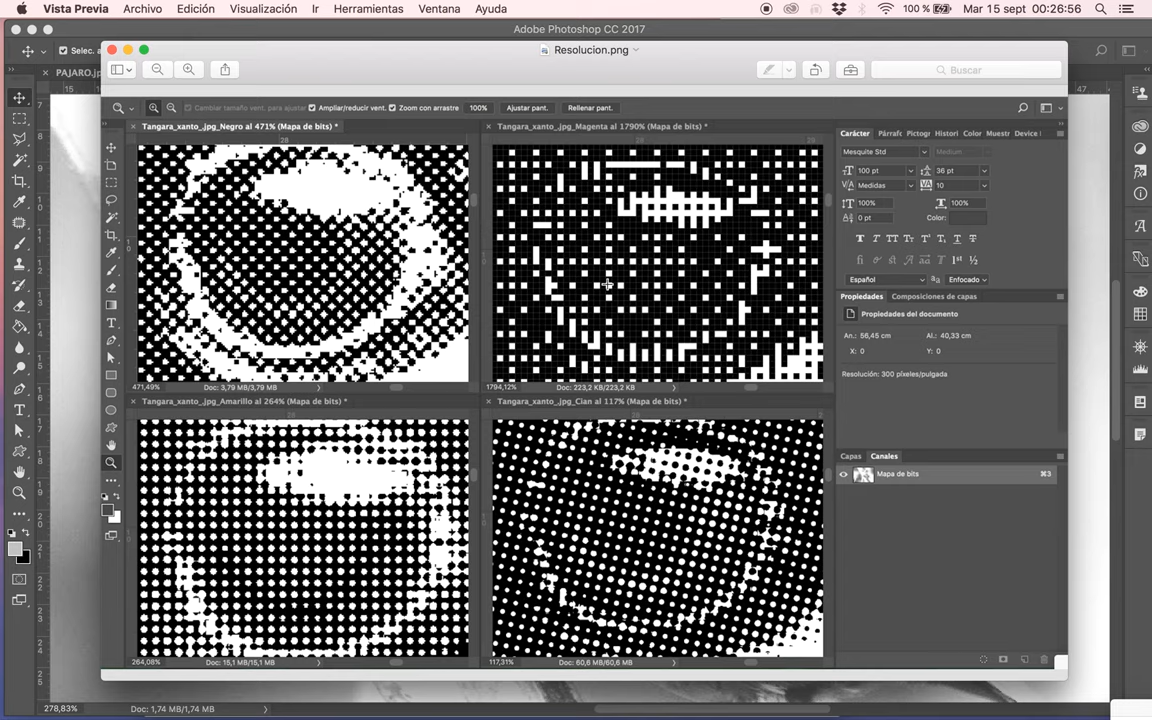 Vista Previa Archivo Edición Visualización Ir Herramientas Ventana Ayuda 100 % Mar 15 sept 00:26:56
Adobe Photoshop CC 2017
Selec. a
Resolucion.png
PAJARO.jp
Buscar
Cambiar tamaño vent. para ajustar Ampliar/reducir vent. Zoom con arrastre 100% Ajustar pant. Rellenar pant.
Tangara_xanto_.jpg_Negro al 471% (Mapa de bits) *
Tangara_xanto_.jpg_Magenta al 1790% (Mapa de bits) *
471,49% Doc: 3,79 MB/3,79 MB
1794,12% Doc: 223,2 KB/223,2 KB
Tangara_xanto_.jpg_Amarillo al 264% (Mapa de bits) *
Tangara_xanto_.jpg_Cian al 117% (Mapa de bits) *
264,08% Doc: 15,1 MB/15,1 MB
117,31% Doc: 60,6 MB/60,6 MB
Carácter Párraf Pictog Histori Color Muestr Device
Mesquite Std Medium
100 pt 36 pt
Medidas 10
100% 100%
0 pt Color:
Español Enfocado
Propiedades Composiciones de capas
Propiedades del documento
An.: 56,45 cm Al.: 40,33 cm
X: 0 Y: 0
Resolución: 300 píxeles/pulgada
Capas Canales
Mapa de bits ⌘3
278,83% Doc: 1,74 MB/1,74 MB